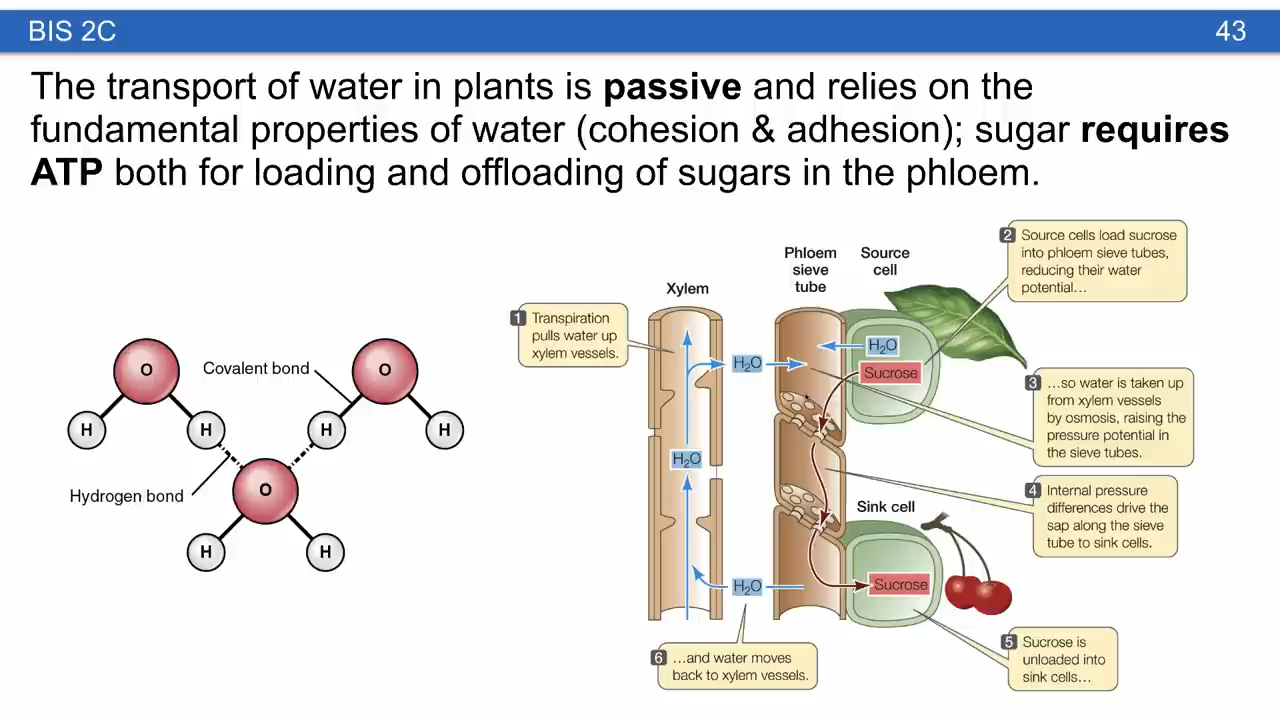 BIS 2C
43
The transport of water in plants is passive and relies on the
fundamental properties of water (cohesion & adhesion); sugar requires
ATP both for loading and offloading of sugars in the phloem.
O
O
Covalent bond
H
H
H
H
Hydrogen bond
O
H
H
Xylem
Phloem
sieve
tube
Source
cell
1 Transpiration
pulls water up
xylem vessels.
2 Source cells load sucrose
into phloem sieve tubes,
reducing their water
potential…
H₂O
H₂O
Sucrose
3 …so water is taken up
from xylem vessels
by osmosis, raising the
pressure potential in
the sieve tubes.
H₂O
4 Internal pressure
differences drive the
sap along the sieve
tube to sink cells.
Sink cell
H₂O
Sucrose
5 Sucrose is
unloaded into
sink cells…
6 …and water moves
back to xylem vessels.